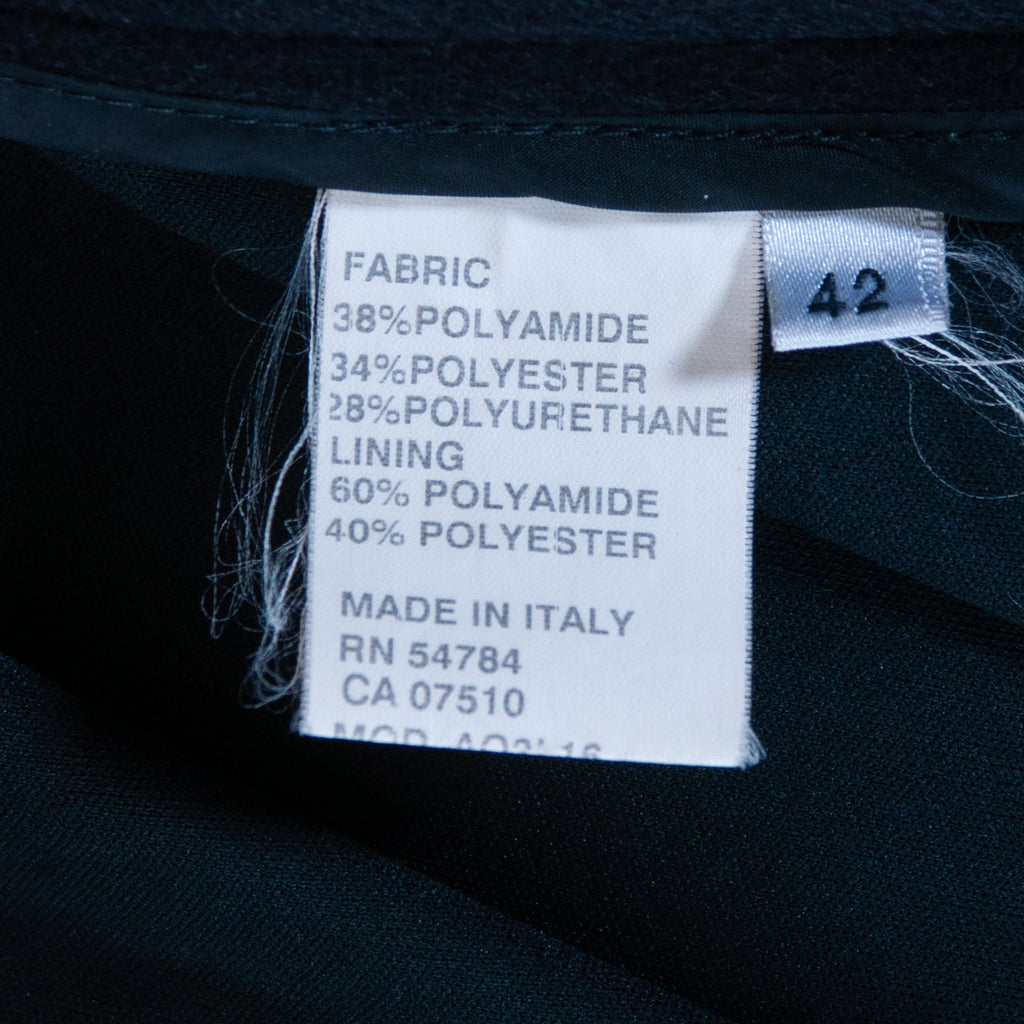 FABRIC
38%POLYAMIDE
34%POLYESTER
28%POLYURETHANE
LINING
60% POLYAMIDE
40% POLYESTER
MADE IN ITALY
RN 54784
CA 07510
MOD.
42